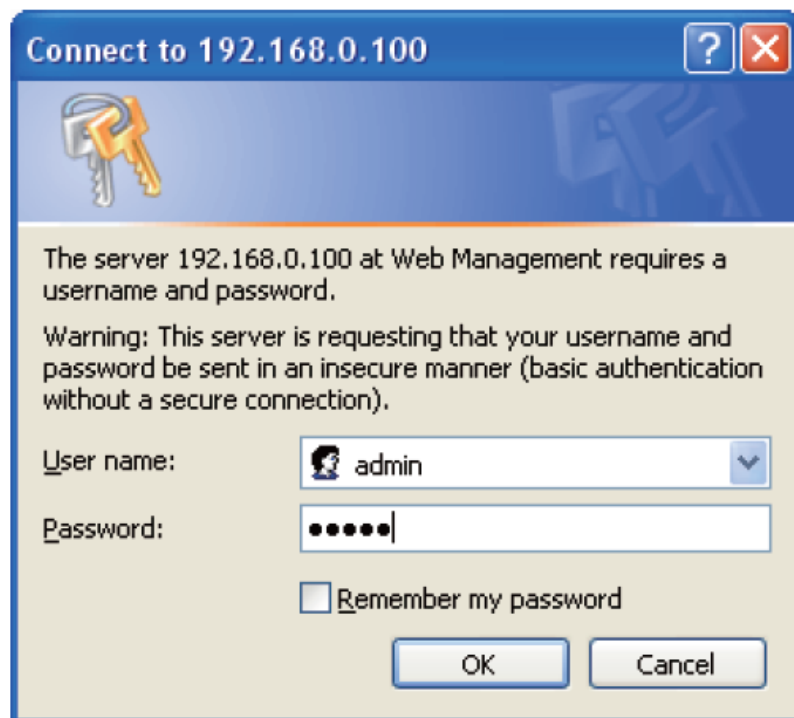 Connect to 192.168.0.100
The server 192.168.0.100 at Web Management requires a
username and password.
Warning: This server is requesting that your username and
password be sent in an insecure manner (basic authentication
without a secure connection).
User name: admin
Password: •••••
Remember my password
OK Cancel